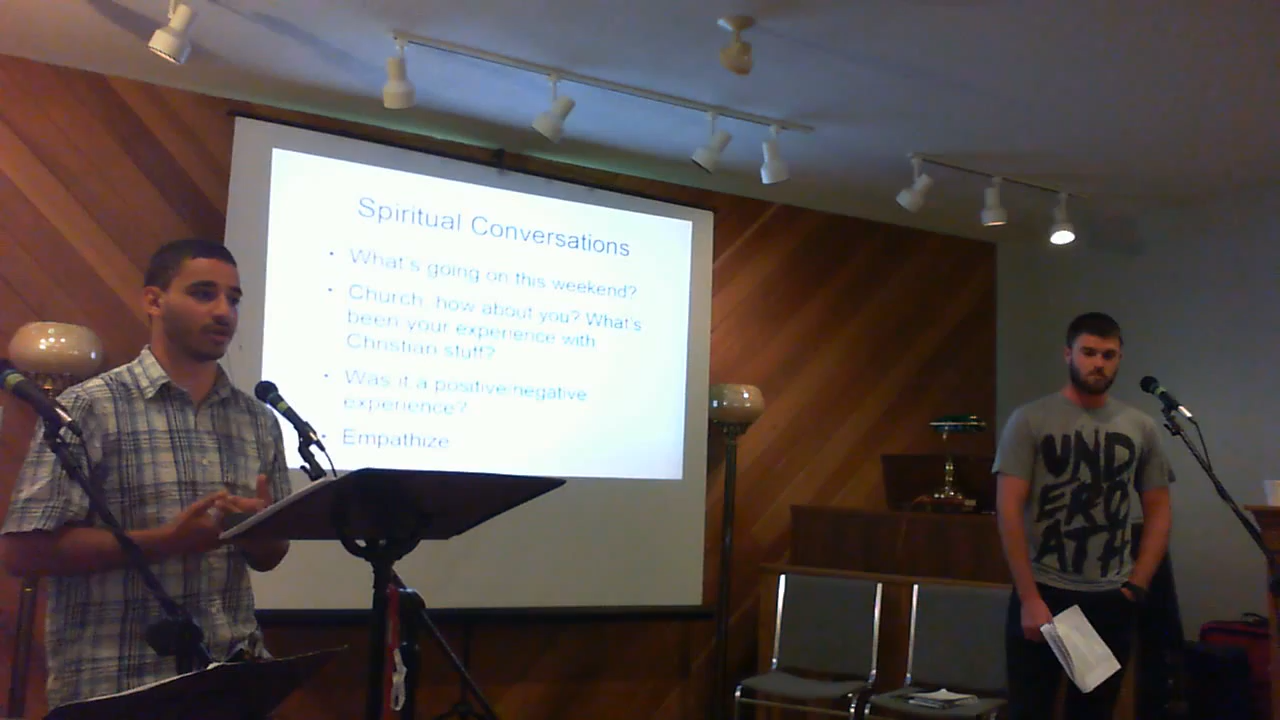 Spiritual Conversations
• What's going on this weekend?
• Church, how about you? What's
been your experience with
Christian stuff?
• Was it a positive/negative
experience?
• Empathize
UND
ERO
ATH